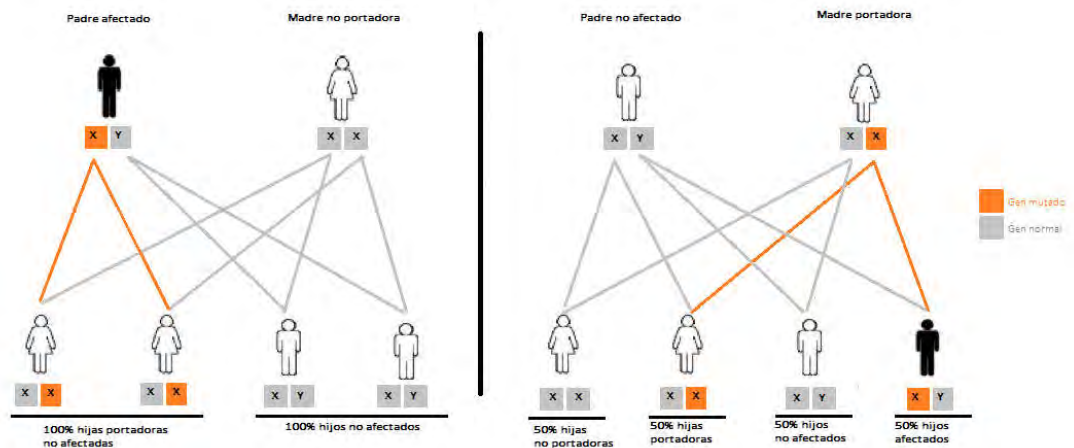 Padre afectado
Madre no portadora
Padre no afectado
Madre portadora
X Y
X X
X Y
X X
Gen mutado
Gen normal
X X
X X
X Y
X Y
X X
X X
X Y
X Y
100% hijas portadoras
no afectadas
100% hijos no afectados
50% hijas
no portadoras
50% hijas
portadoras
50% hijos
no afectados
50% hijos
afectados